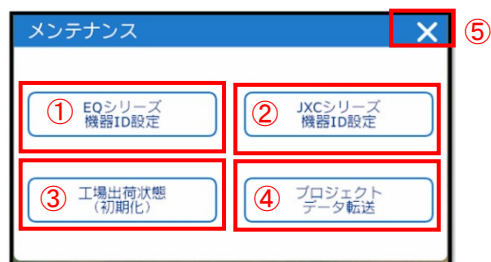 メンテナンス
⑤
① EQシリーズ
機器ID設定
② JXCシリーズ
機器ID設定
③ 工場出荷状態
(初期化)
④ プロジェクト
データ転送